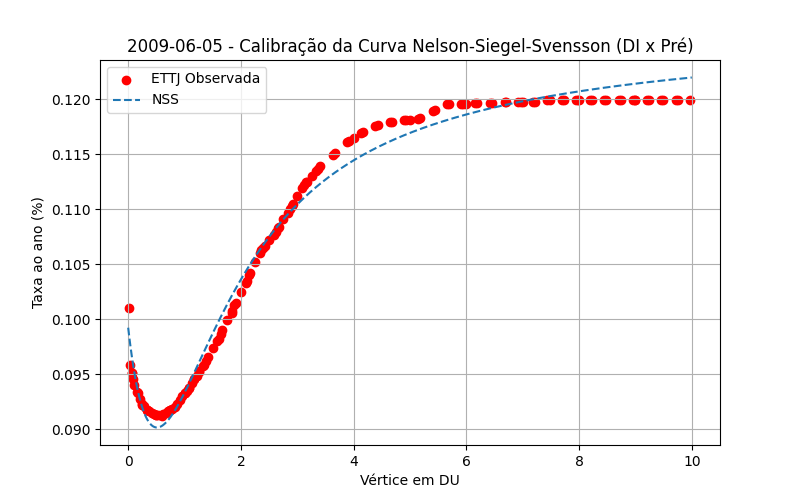 2009-06-05 - Calibração da Curva Nelson-Siegel-Svensson (DI x Pré)
ETTJ Observada
NSS
Taxa ao ano (%)
0.120
0.115
0.110
0.105
0.100
0.095
0.090
0
2
4
6
8
10
Vértice em DU